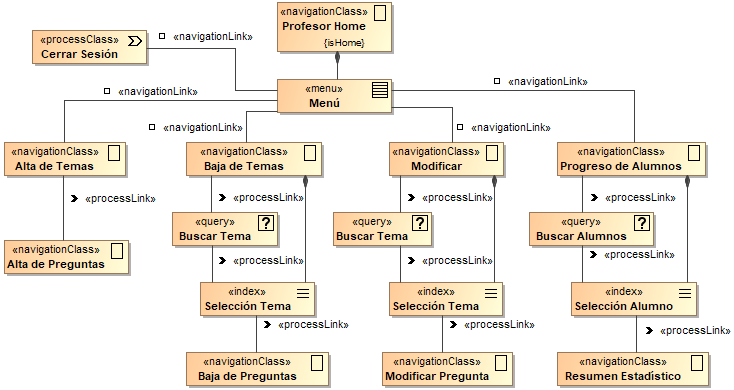 «navigationClass»
Profesor Home
{isHome}
«processClass»
Cerrar Sesión
«navigationLink»
«menu»
Menú
«navigationLink»
«navigationLink»
«navigationLink»
«navigationLink»
«navigationClass»
Alta de Temas
«navigationClass»
Baja de Temas
«navigationClass»
Modificar
«navigationClass»
Progreso de Alumnos
«processLink»
«processLink»
«processLink»
«processLink»
«navigationClass»
Alta de Preguntas
«query»
Buscar Tema
«query»
Buscar Tema
«query»
Buscar Alumnos
«processLink»
«processLink»
«processLink»
«index»
Selección Tema
«index»
Selección Tema
«index»
Selección Alumno
«processLink»
«processLink»
«processLink»
«navigationClass»
Baja de Preguntas
«navigationClass»
Modificar Pregunta
«navigationClass»
Resumen Estadístico